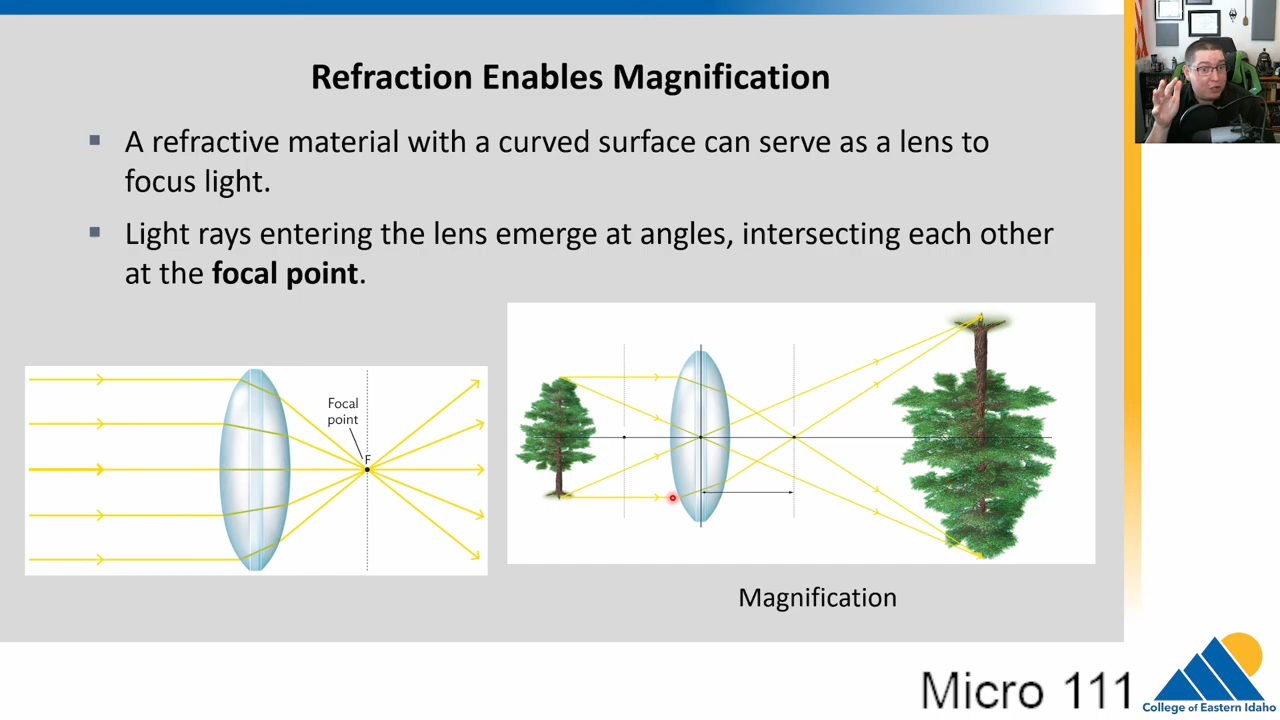 Refraction Enables Magnification
A refractive material with a curved surface can serve as a lens to
focus light.
Light rays entering the lens emerge at angles, intersecting each other
at the focal point.
Focal
point
F
Magnification
Micro 111
College of Eastern Idaho